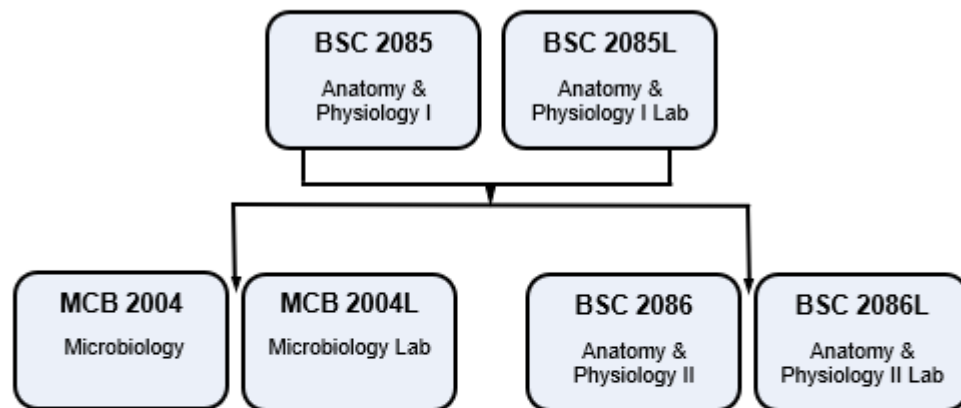 BSC 2085
Anatomy &
Physiology I
BSC 2085L
Anatomy &
Physiology I Lab
MCB 2004
Microbiology
MCB 2004L
Microbiology Lab
BSC 2086
Anatomy &
Physiology II
BSC 2086L
Anatomy &
Physiology II Lab